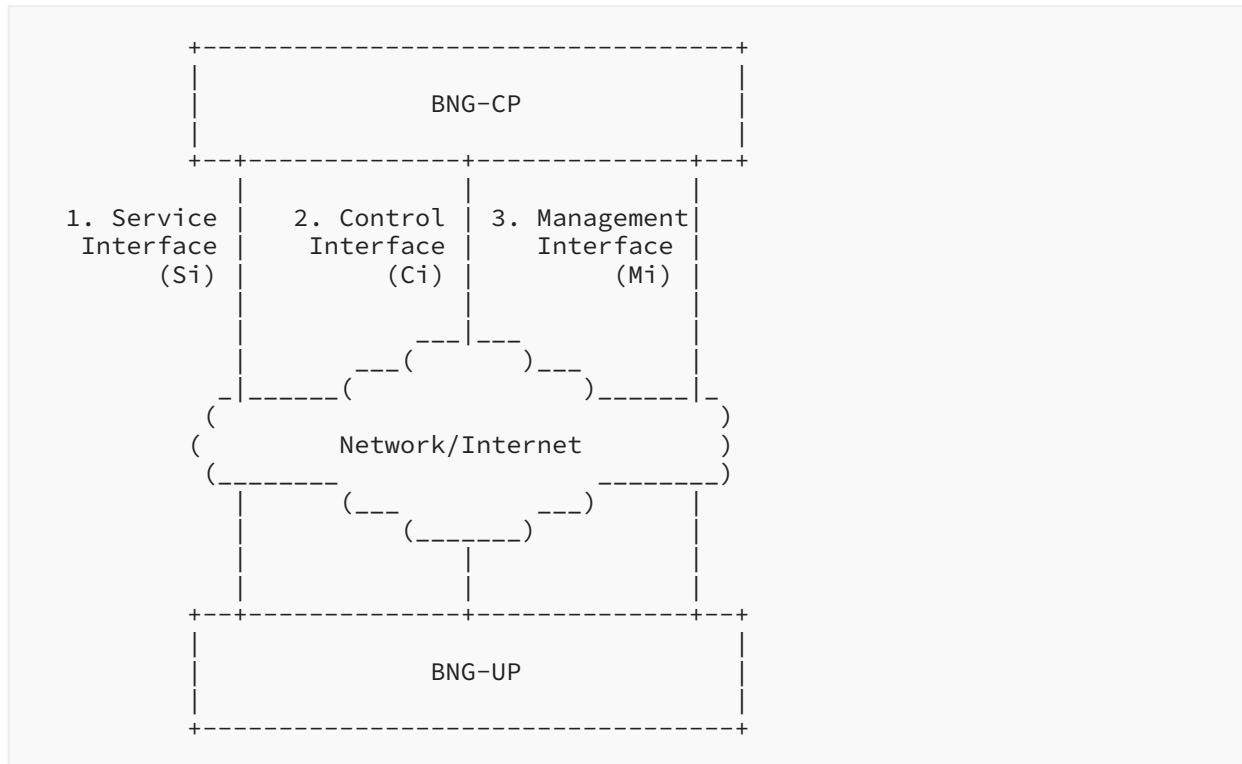 BNG-CP
1. Service 2. Control 3. Management
Interface Interface Interface
(Si) (Ci) (Mi)
Network/Internet
BNG-UP